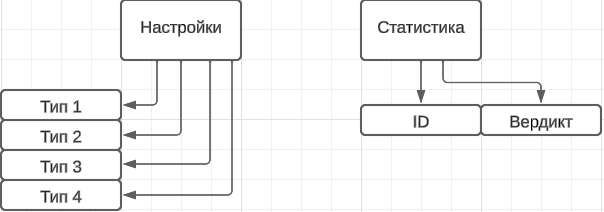 Настройки
Статистика
Тип 1
Тип 2
Тип 3
Тип 4
ID
Вердикт